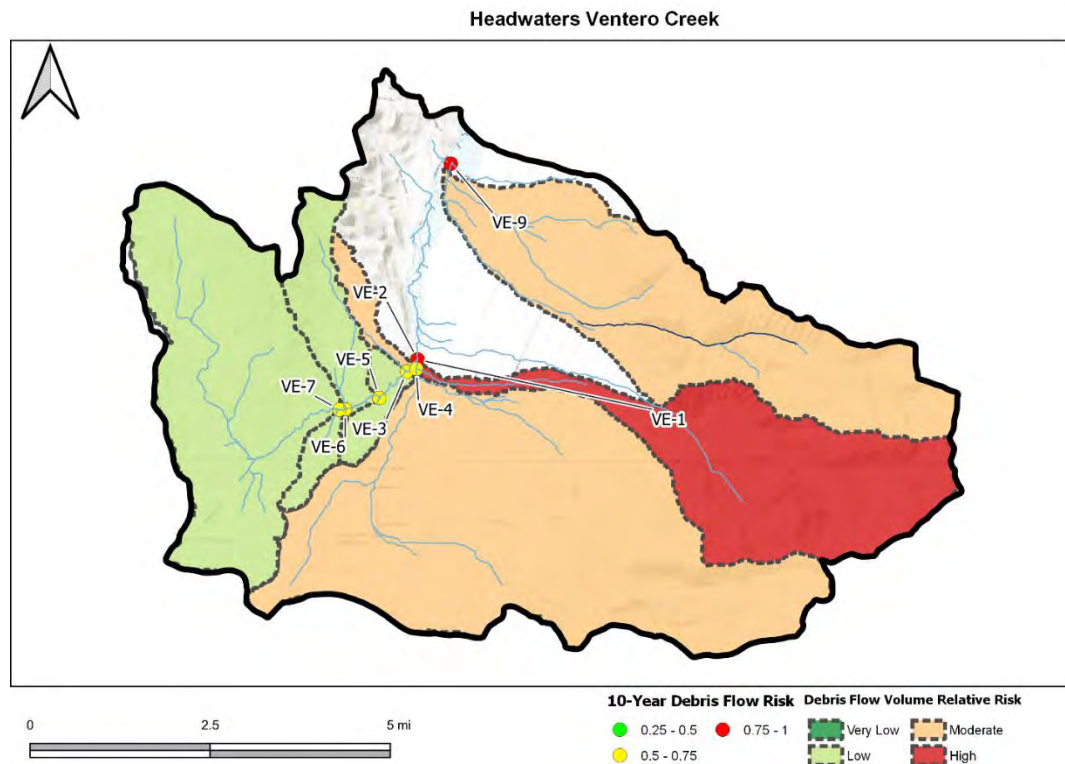 Headwaters Ventero Creek
VE-9
VE-2
VE-5
VE-7
VE-4
VE-3
VE-1
VE-6
0 2.5 5 mi
10-Year Debris Flow Risk
0.25 - 0.5
0.75 - 1
0.5 - 0.75
Debris Flow Volume Relative Risk
Very Low
Moderate
Low
High